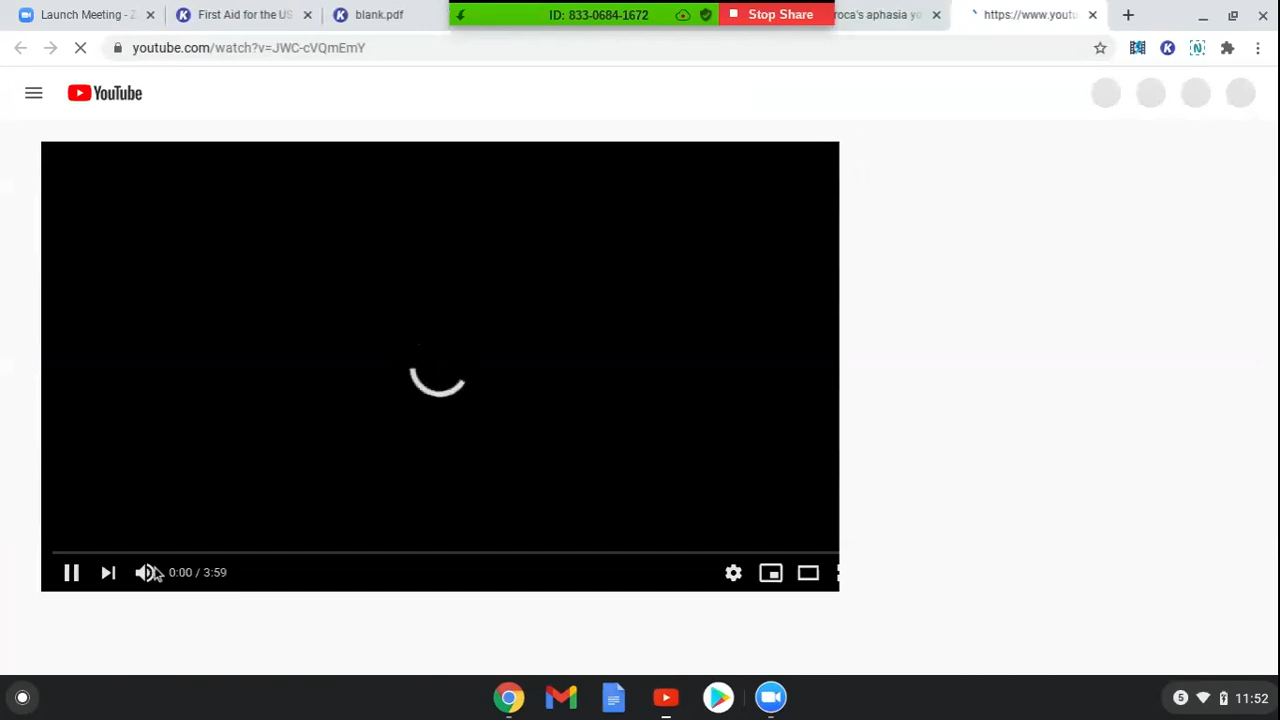 Launch Meeting - Z
First Aid for the US
blank.pdf
ID: 833-0684-1672
Stop Share
roca's aphasia yo
https://www.youtu
youtube.com/watch?v=JWC-cVQmEmY
YouTube
0:00 / 3:59
5
11:52